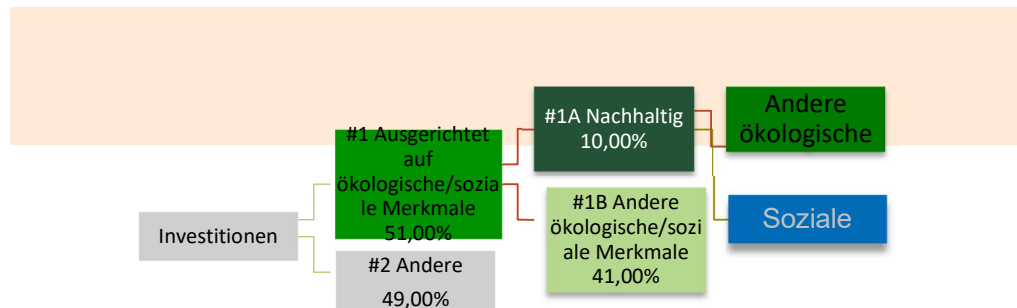 Investitionen
#1 Ausgerichtet
auf
ökologische/sozia
le Merkmale
51,00%
#2 Andere
49,00%
#1A Nachhaltig
10,00%
#1B Andere
ökologische/sozi
ale Merkmale
41,00%
Andere
ökologische
Soziale